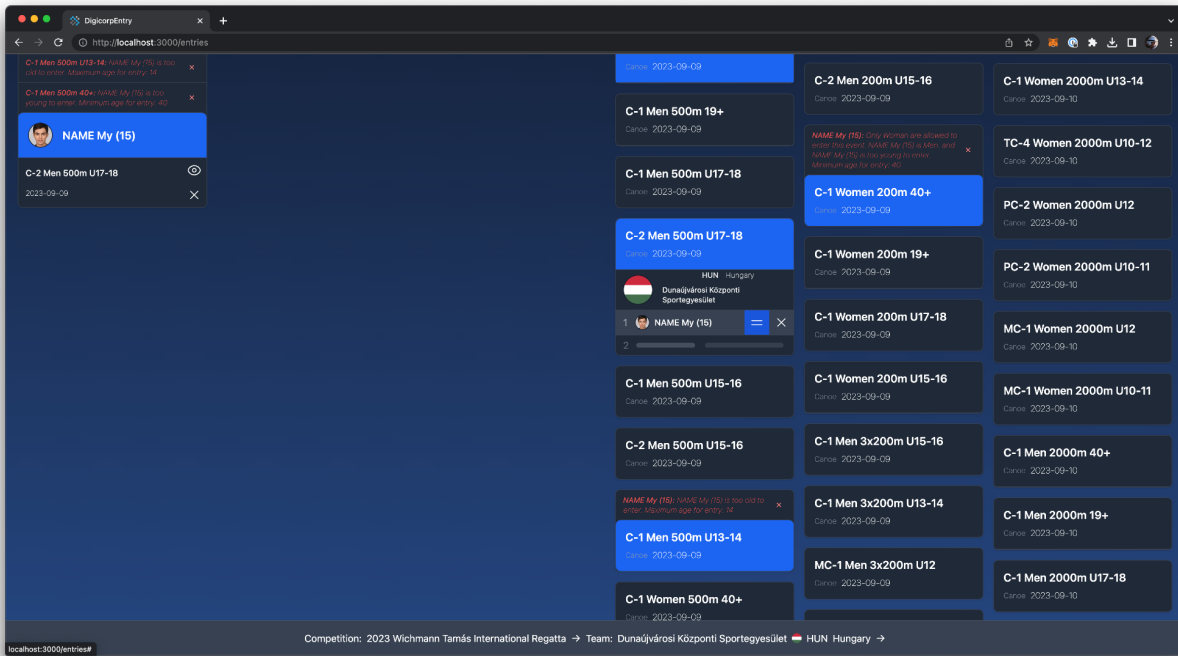 DigicorpEntry
http://localhost:3000/entries
C-1 Men 500m U13-14: NAME My (15) is too
old to enter. Maximum age for entry: 14
C-1 Men 500m 40+: NAME My (15) is too
young to enter. Minimum age for entry: 40
NAME My (15)
C-2 Men 500m U17-18
2023-09-09
Canoe 2023-09-09
C-1 Men 500m 19+
Canoe 2023-09-09
C-1 Men 500m U17-18
Canoe 2023-09-09
C-2 Men 500m U17-18
Canoe 2023-09-09
HUN Hungary
Dunaújvárosi Központi
Sportegyesület
1 NAME My (15)
2
C-1 Men 500m U15-16
Canoe 2023-09-09
C-2 Men 500m U15-16
Canoe 2023-09-09
NAME My (15): NAME My (15) is too old to
enter. Maximum age for entry: 14
C-1 Men 500m U13-14
Canoe 2023-09-09
C-1 Women 500m 40+
C-2 Men 200m U15-16
Canoe 2023-09-09
NAME My (15): Only Woman are allowed to
enter this event. NAME My (15) is Men. and
NAME My (15) is too young to enter.
Minimum age for entry: 40
C-1 Women 200m 40+
Canoe 2023-09-09
C-1 Women 200m 19+
Canoe 2023-09-09
C-1 Women 200m U17-18
Canoe 2023-09-09
C-1 Women 200m U15-16
Canoe 2023-09-09
C-1 Men 3x200m U15-16
Canoe 2023-09-09
C-1 Men 3x200m U13-14
Canoe 2023-09-09
MC-1 Men 3x200m U12
Canoe 2023-09-09
C-1 Women 2000m U13-14
Canoe 2023-09-10
TC-4 Women 2000m U10-12
Canoe 2023-09-10
PC-2 Women 2000m U12
Canoe 2023-09-10
PC-2 Women 2000m U10-11
Canoe 2023-09-10
MC-1 Women 2000m U12
Canoe 2023-09-10
MC-1 Women 2000m U10-11
Canoe 2023-09-10
C-1 Men 2000m 40+
Canoe 2023-09-10
C-1 Men 2000m 19+
Canoe 2023-09-10
C-1 Men 2000m U17-18
Canoe 2023-09-10
Competition: 2023 Wichmann Tamás International Regatta → Team: Dunaújvárosi Központi Sportegyesület HUN Hungary →
localhost:3000/entries#